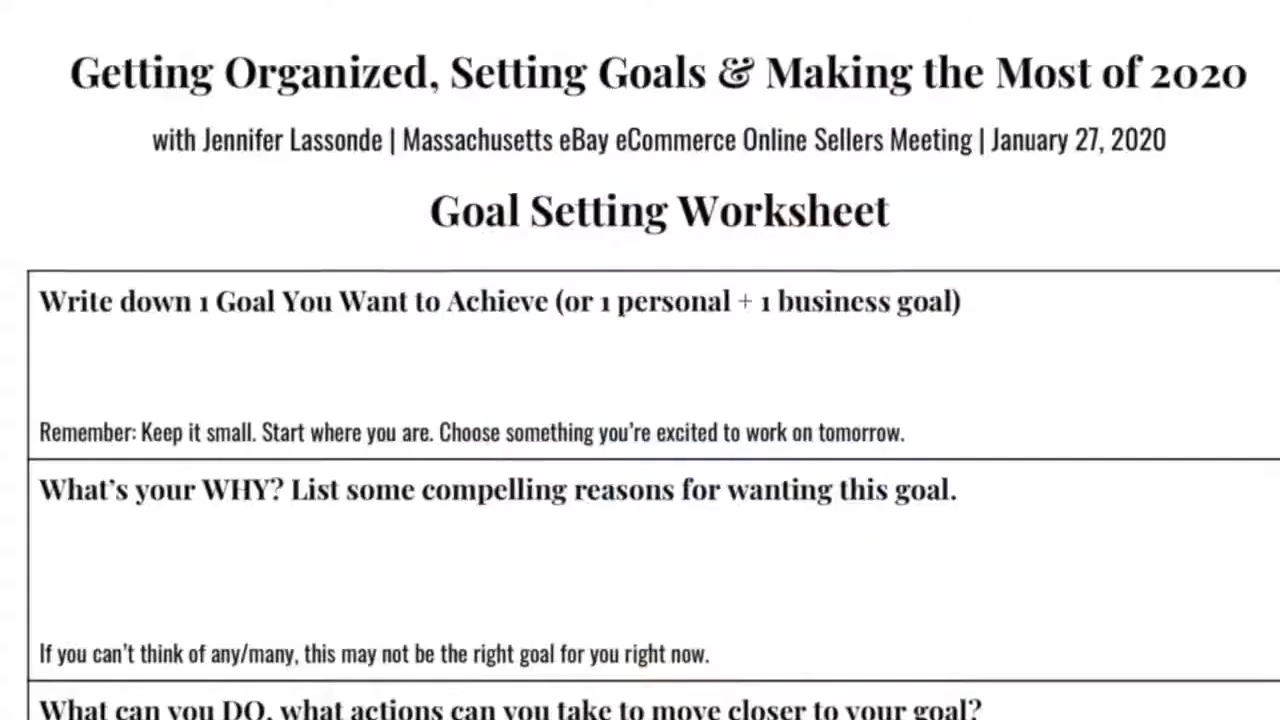 Getting Organized, Setting Goals & Making the Most of 2020
with Jennifer Lassonde | Massachusetts eBay eCommerce Online Sellers Meeting | January 27, 2020
Goal Setting Worksheet
Write down 1 Goal You Want to Achieve (or 1 personal + 1 business goal)
Remember: Keep it small. Start where you are. Choose something you're excited to work on tomorrow.
What's your WHY? List some compelling reasons for wanting this goal.
If you can't think of any/many, this may not be the right goal for you right now.
What can you DO, what actions can you take to move closer to your goal?